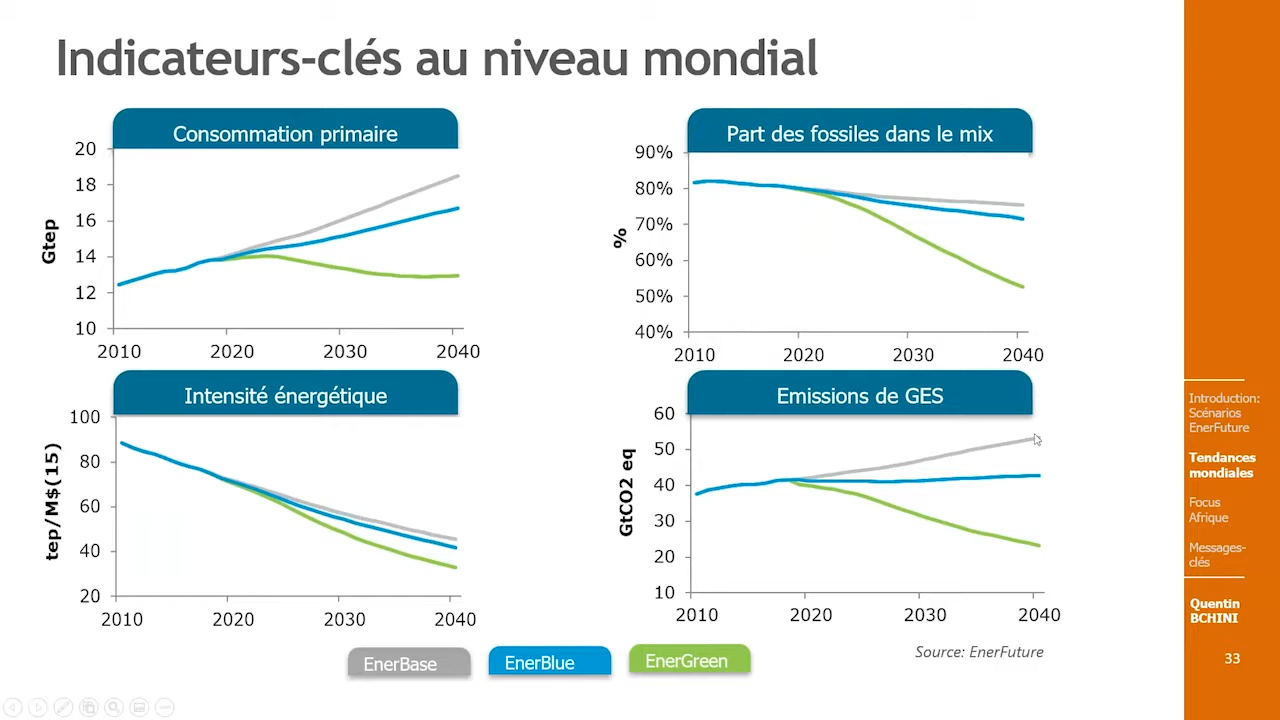 Indicateurs-clés au niveau mondial
Consommation primaire
20
18
16
14
12
10
Gtep
2010 2020 2030 2040
Part des fossiles dans le mix
90%
80%
70%
60%
50%
40%
%
2010 2020 2030 2040
Intensité énergétique
100
80
60
40
20
tep/M$(15)
2010 2020 2030 2040
Emissions de GES
60
50
40
30
20
10
GtCO2 eq
2010 2020 2030 2040
EnerBase
EnerBlue
EnerGreen
Source: EnerFuture
Introduction:
Scénarios
EnerFuture
Tendances
mondiales
Focus
Afrique
Messages-
clés
Quentin
BCHINI
33